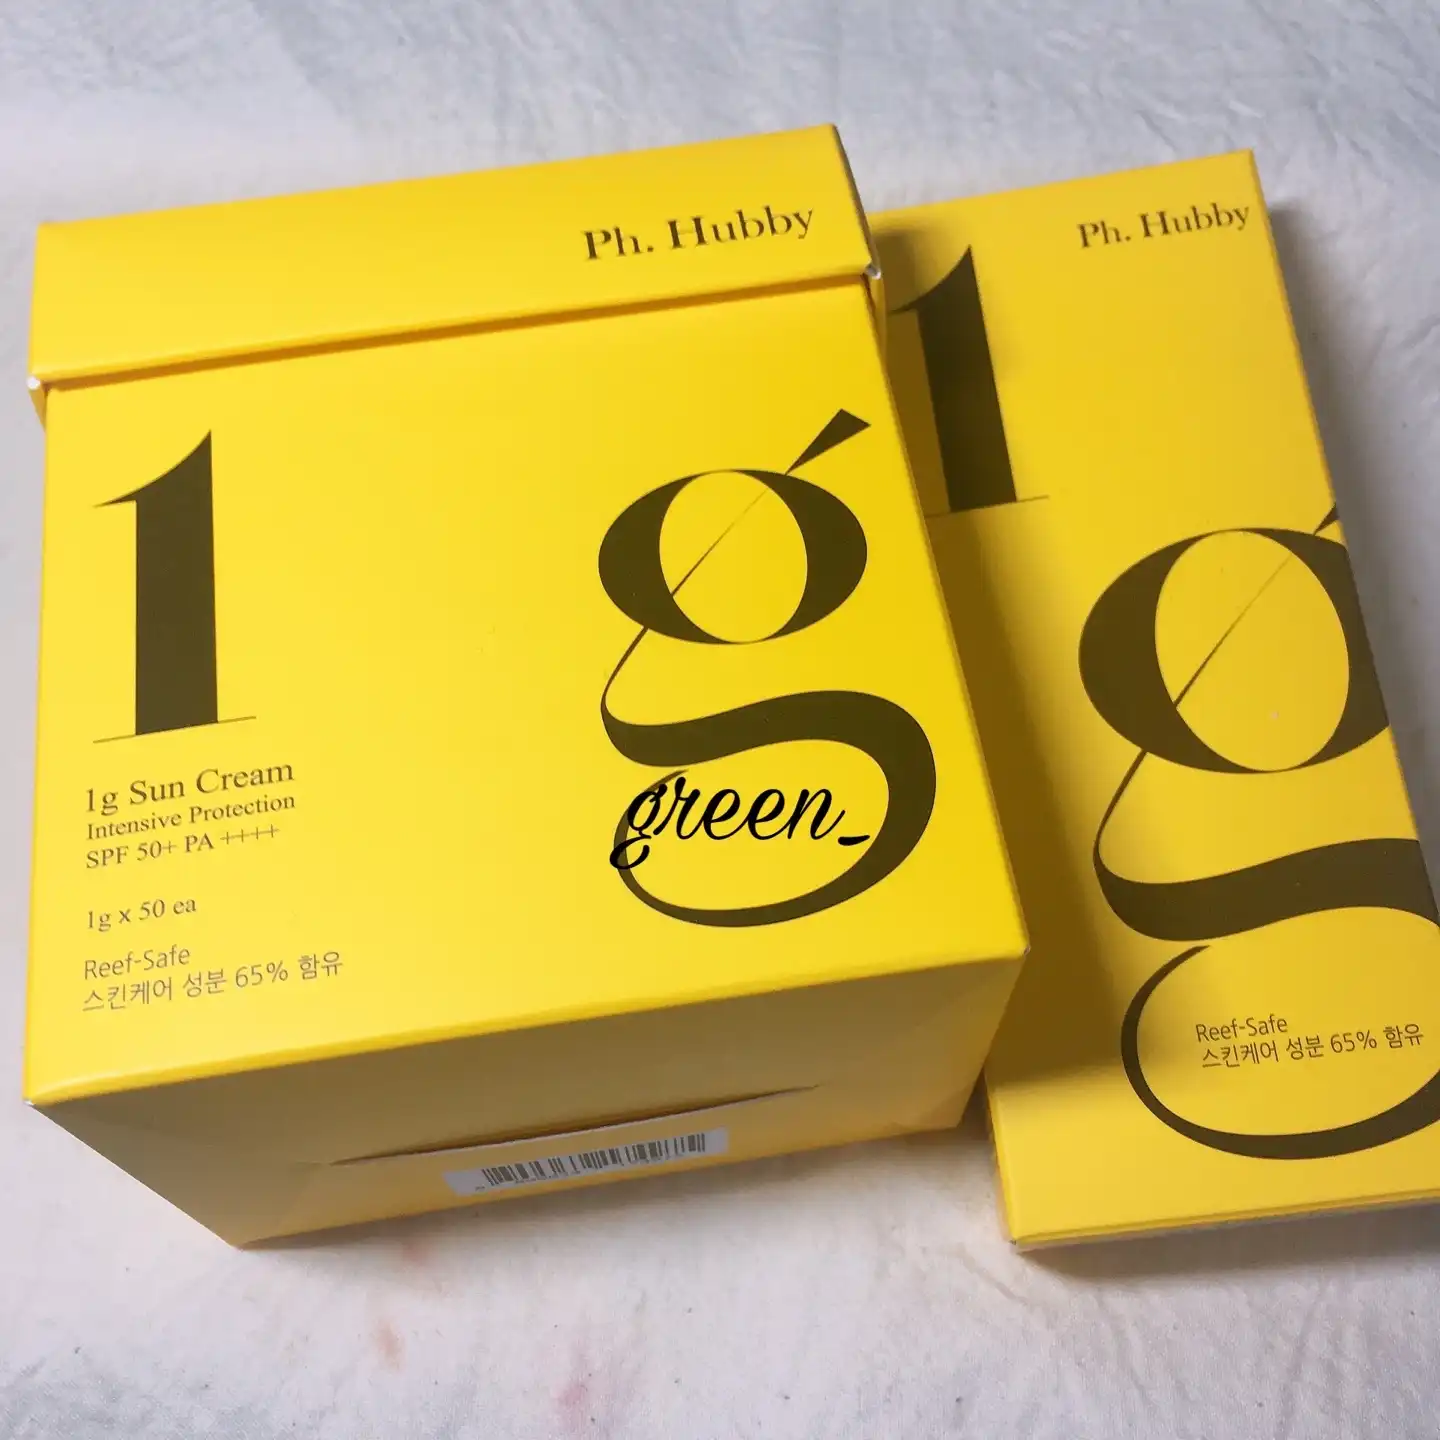 Ph. Hubby
1g
1g Sun Cream
Intensive Protection
SPF 50+ PA ++++
1g x 50 ea
Reef-Safe
스킨케어 성분 65% 함유
green_
Ph. Hubby
1
g
Reef-Safe
스킨케어 성분 65% 함유